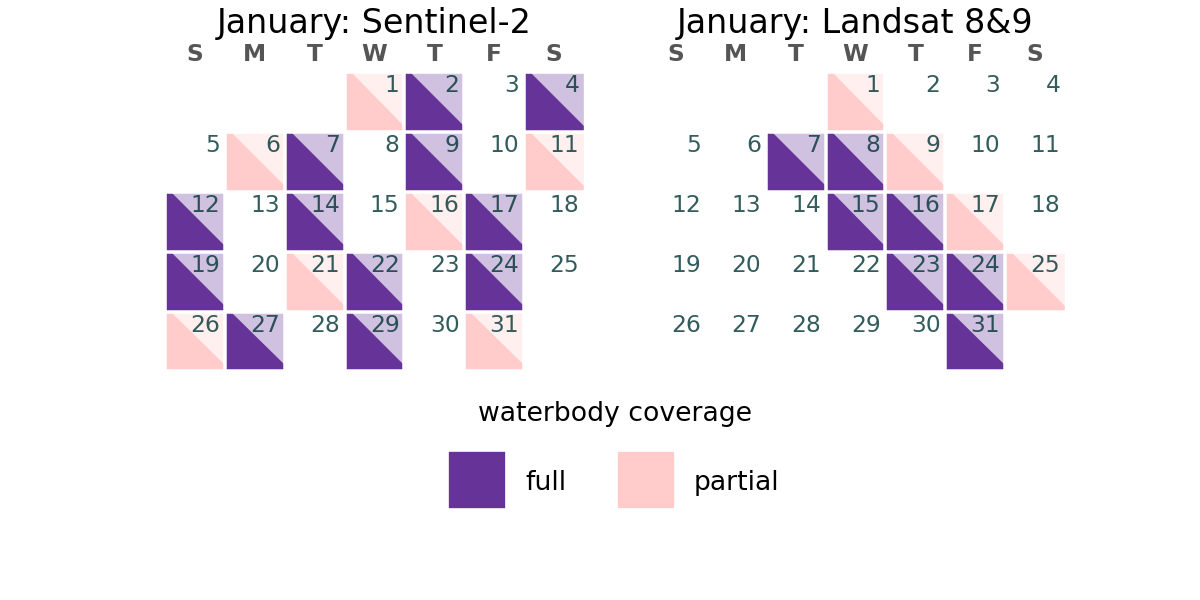 January: Sentinel-2
S M T W T F S
1 2 3 4
5 6 7 8 9 10 11
12 13 14 15 16 17 18
19 20 21 22 23 24 25
26 27 28 29 30 31
January: Landsat 8&9
S M T W T F S
1 2 3 4
5 6 7 8 9 10 11
12 13 14 15 16 17 18
19 20 21 22 23 24 25
26 27 28 29 30 31
waterbody coverage
full partial